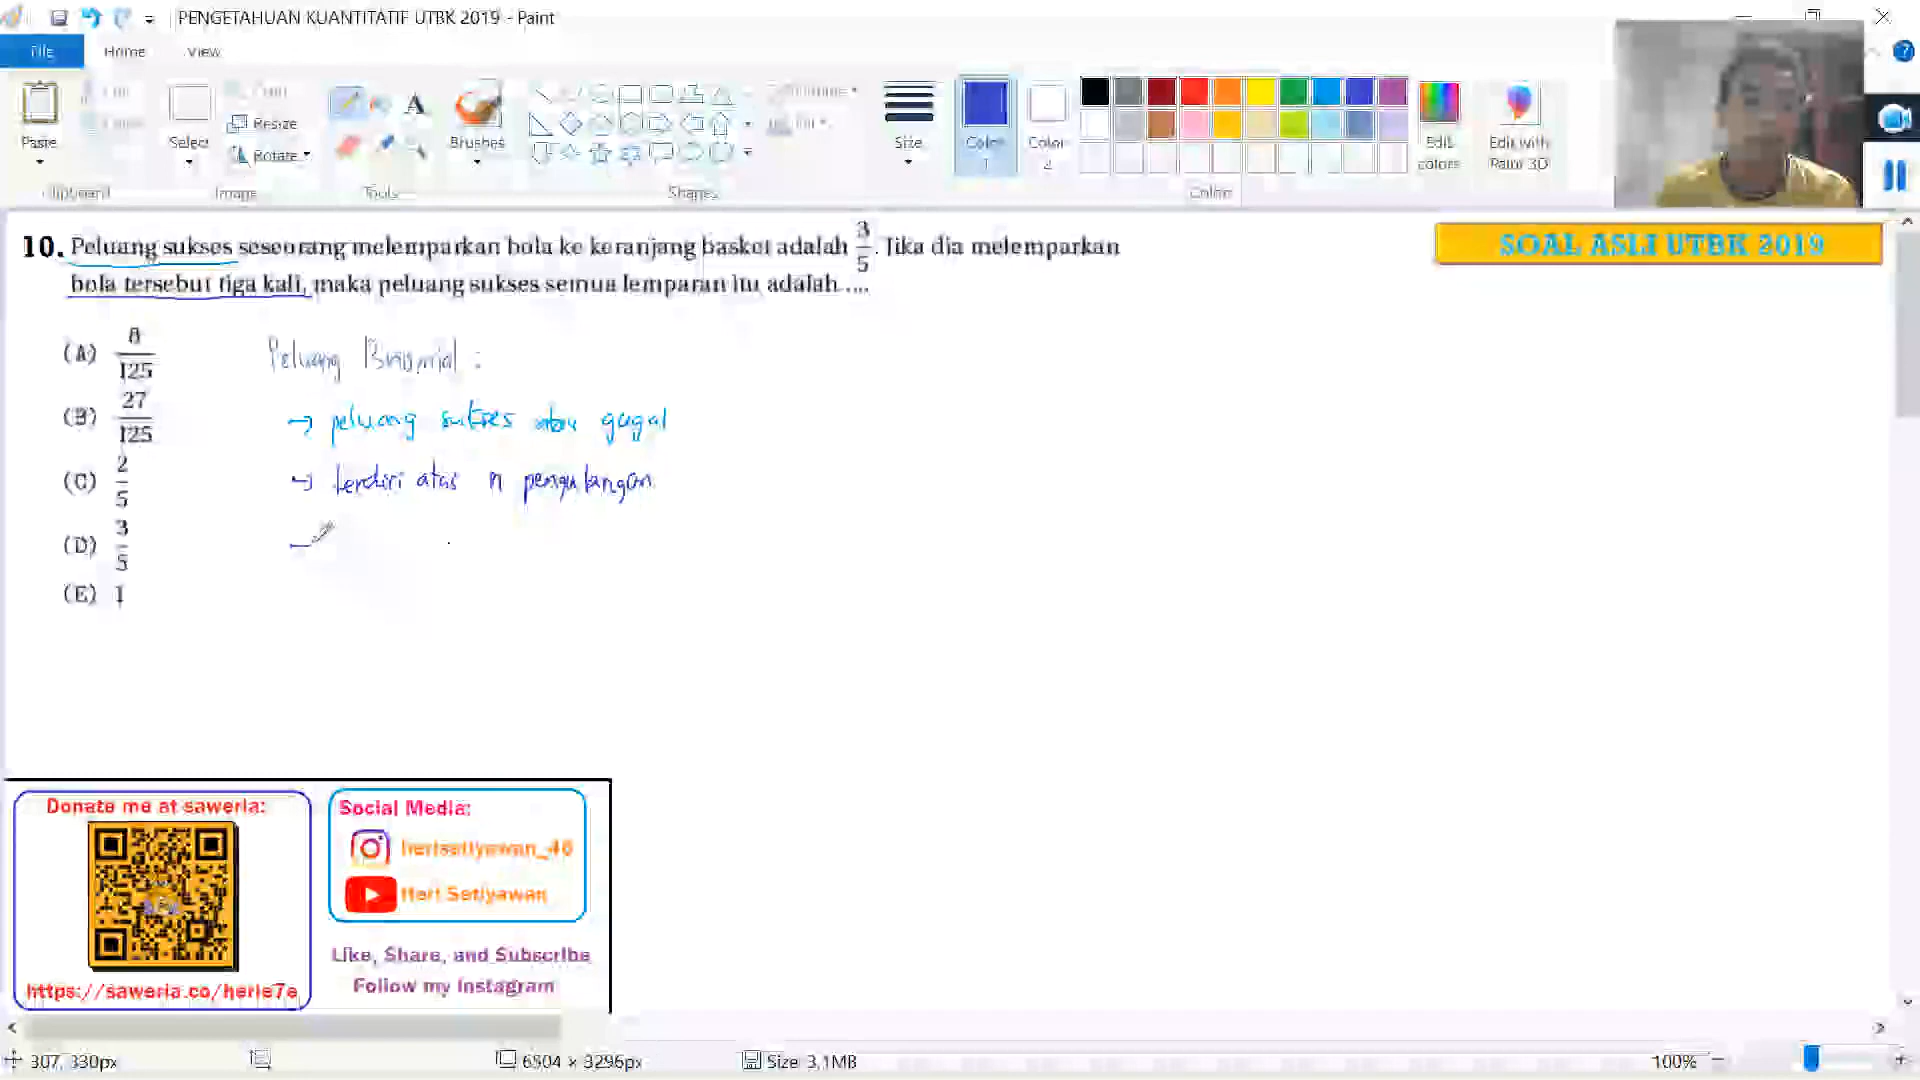 PENGETAHUAN KUANTITATIF UTBK 2019 - Paint
File Home View
Paste
Select
Resize
Rotate
A
Brushes
Size
Color 1
Color 2
Edit colors
Edit with Paint 3D
Clipboard
Image
Tools
Shapes
Colors
10. Peluang sukses seseorang melemparkan bola ke keranjang basket adalah 3/5. Jika dia melemparkan
bola tersebut tiga kali, maka peluang sukses semua lemparan itu adalah ....
SOAL ASLI UTBK 2019
(A) 8/125
(B) 27/125
(C) 2/5
(D) 3/5
(E) 1
Peluang Binomial :
→ peluang sukses atau gagal
→ terdiri atas n pengulangan
Donate me at saweria:
https://saweria.co/herie7e
Social Media:
herisetiyawan_46
Heri Setiyawan
Like, Share, and Subscribe
Follow my Instagram
307, 330px
6504 × 3296px
Size: 3,1MB
100%